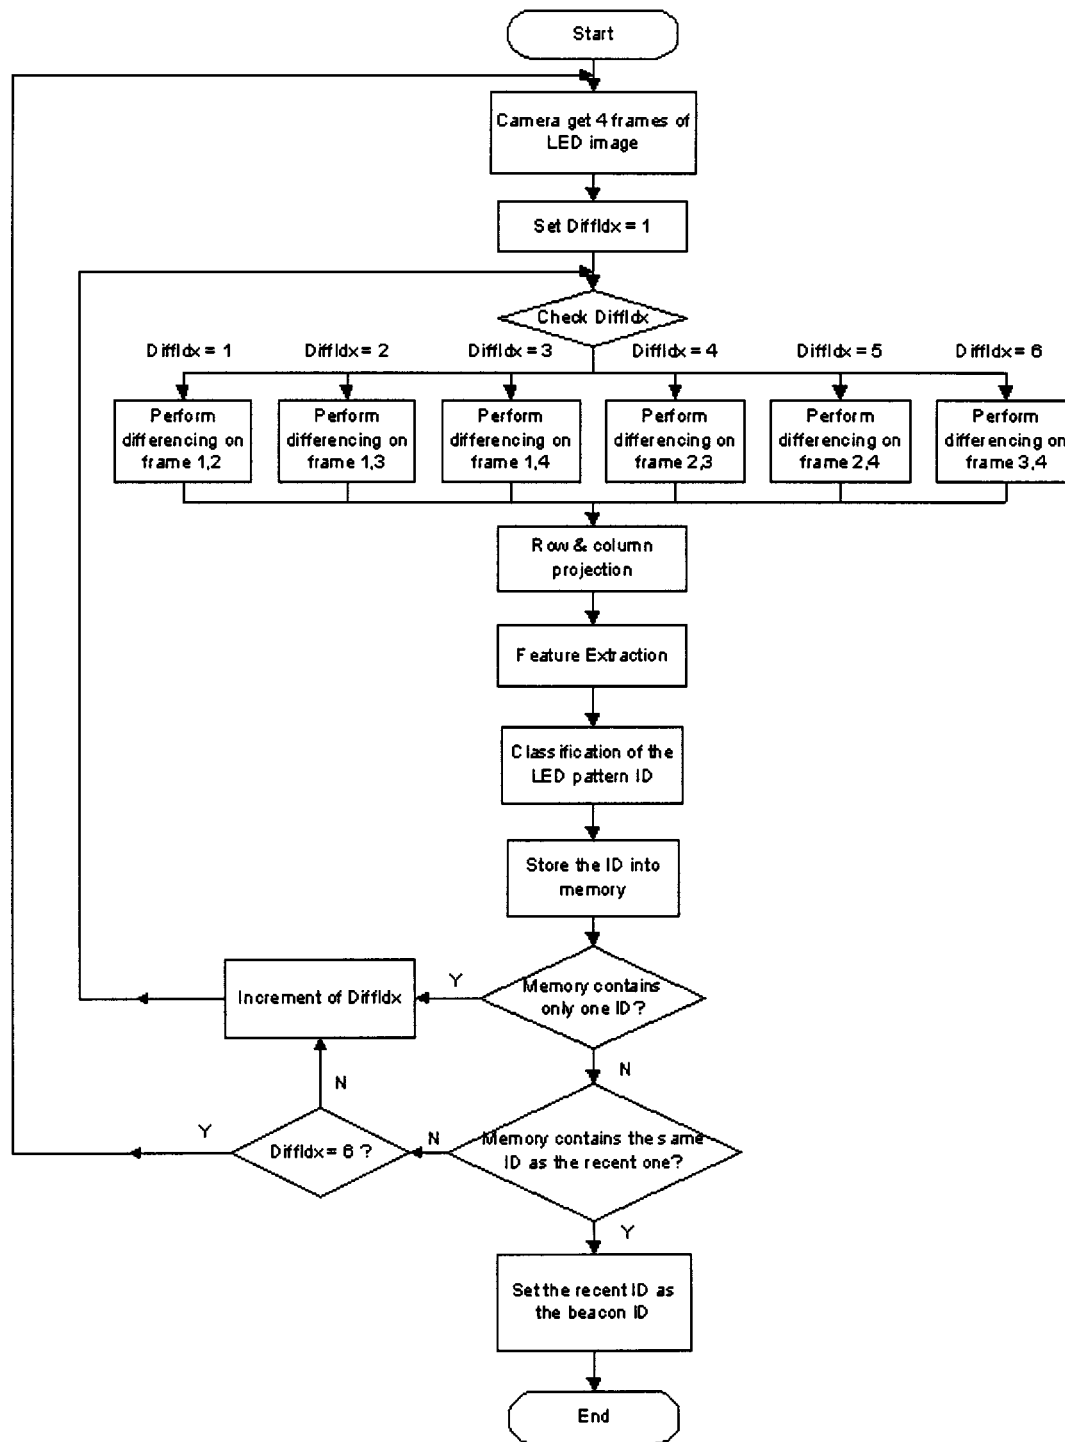 Start
Camera get 4 frames of
LED image
Set DiffIdx = 1
Check DiffIdx
DiffIdx = 1
DiffIdx = 2
DiffIdx = 3
DiffIdx = 4
DiffIdx = 5
DiffIdx = 6
Perform
differencing on
frame 1,2
Perform
differencing on
frame 1,3
Perform
differencing on
frame 1,4
Perform
differencing on
frame 2,3
Perform
differencing on
frame 2,4
Perform
differencing on
frame 3,4
Row & column
projection
Feature Extraction
Classification of the
LED pattern ID
Store the ID into
memory
Memory contains
only one ID?
Y
Increment of DiffIdx
N
N
Memory contains the same
ID as the recent one?
N
DiffIdx = 6 ?
Y
Y
Set the recent ID as
the beacon ID
End